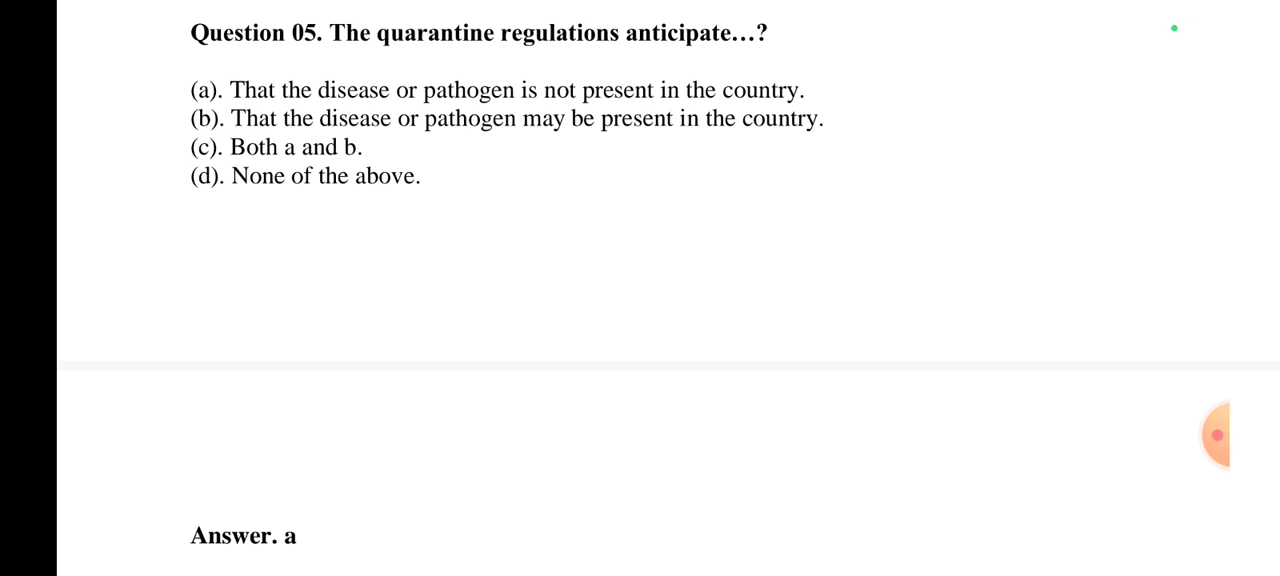 Question 05. The quarantine regulations anticipate…?
(a). That the disease or pathogen is not present in the country.
(b). That the disease or pathogen may be present in the country.
(c). Both a and b.
(d). None of the above.
Answer. a